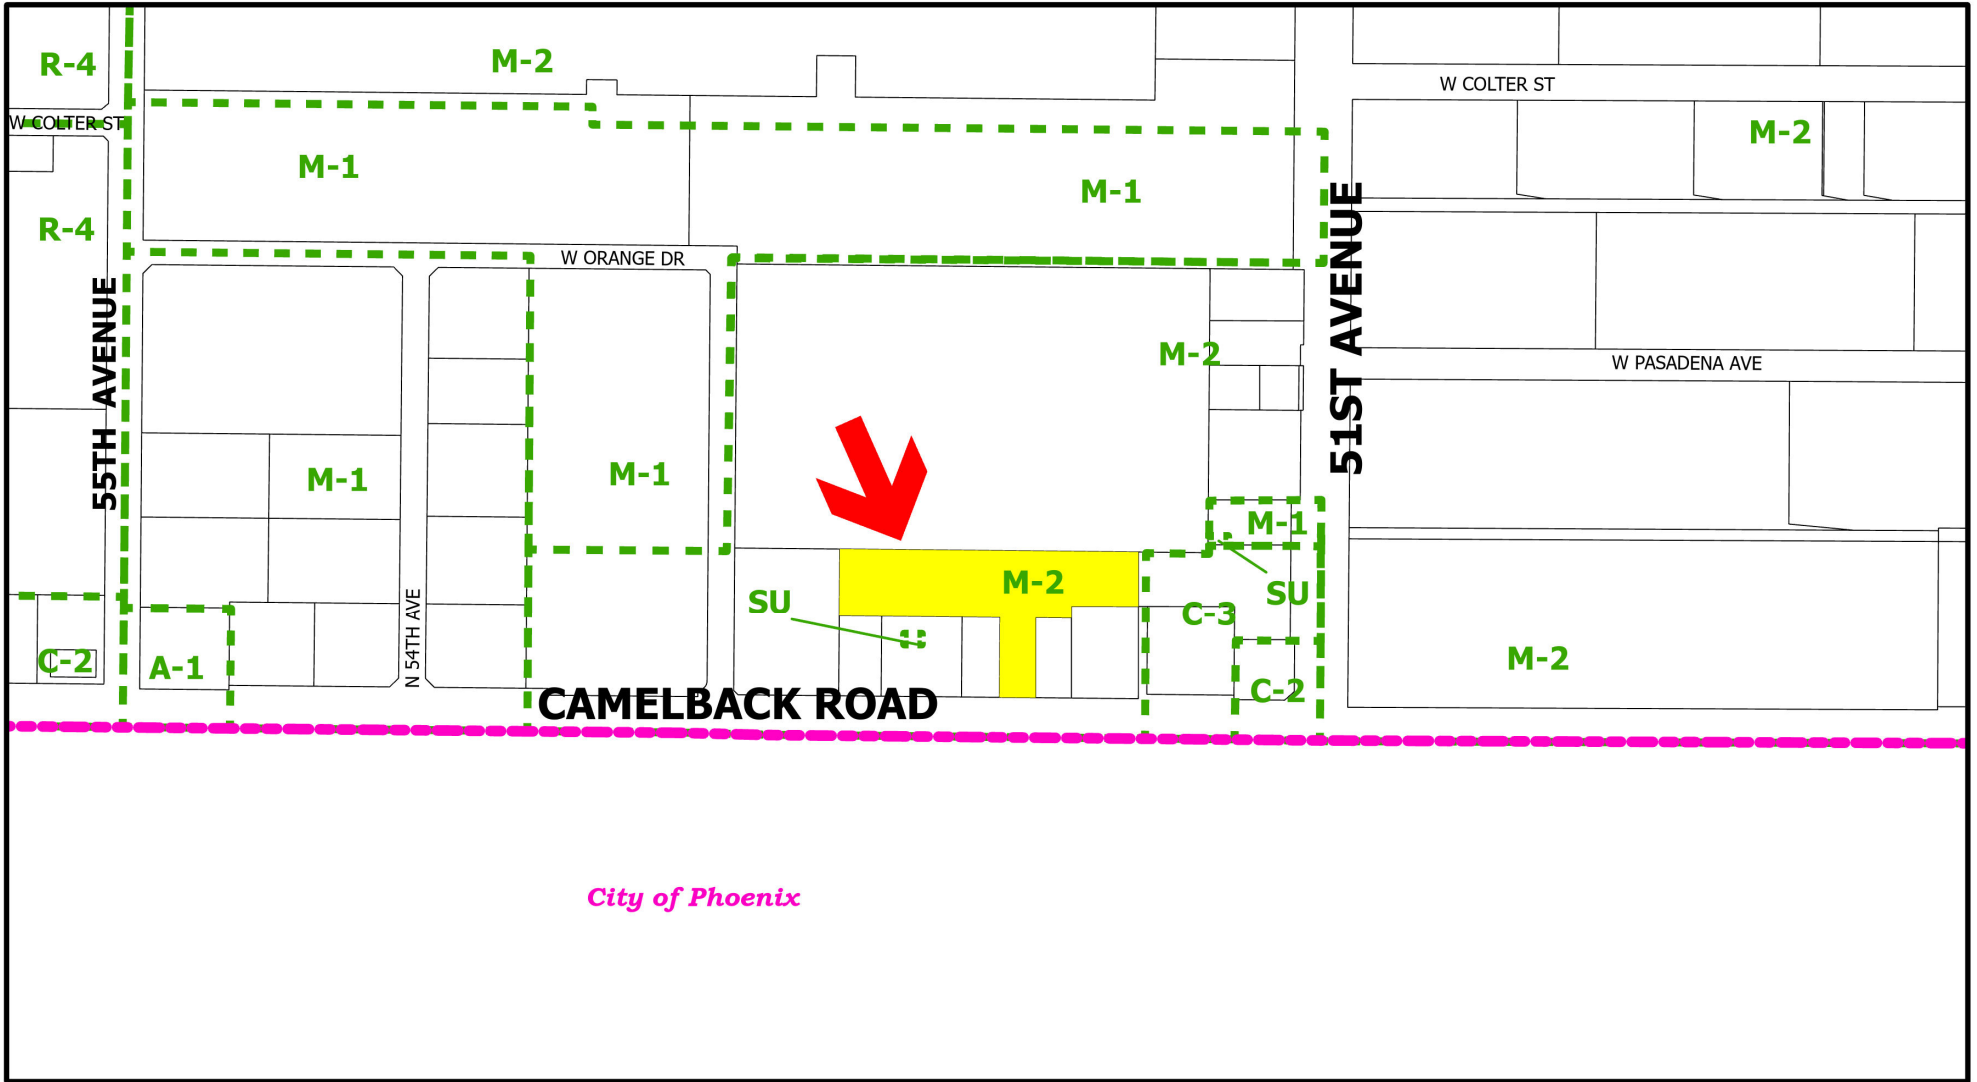 R-4
M-2
W COLTER ST
W COLTER ST
M-2
M-1
M-1
R-4
W ORANGE DR
55TH AVENUE
51ST AVENUE
M-2
W PASADENA AVE
M-1
M-1
M-1
M-2
SU
SU
C-3
N 54TH AVE
C-2
A-1
M-2
C-2
CAMELBACK ROAD
City of Phoenix